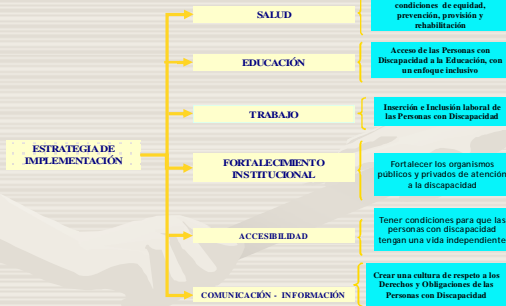 SALUD
condiciones de equidad,
prevención, provisión y
rehabilitación
EDUCACIÓN
Acceso de las Personas con
Discapacidad a la Educación, con
un enfoque inclusivo
TRABAJO
Inserción e Inclusión laboral de
las Personas con Discapacidad
ESTRATEGIA DE
IMPLEMENTACIÓN
FORTALECIMIENTO
INSTITUCIONAL
Fortalecer los organismos
públicos y privados de atención
a la discapacidad
ACCESIBILIDAD
Tener condiciones para que las
personas con discapacidad
tengan una vida independiente
COMUNICACIÓN - INFORMACIÓN
Crear una cultura de respeto a los
Derechos y Obligaciones de las
Personas con Discapacidad